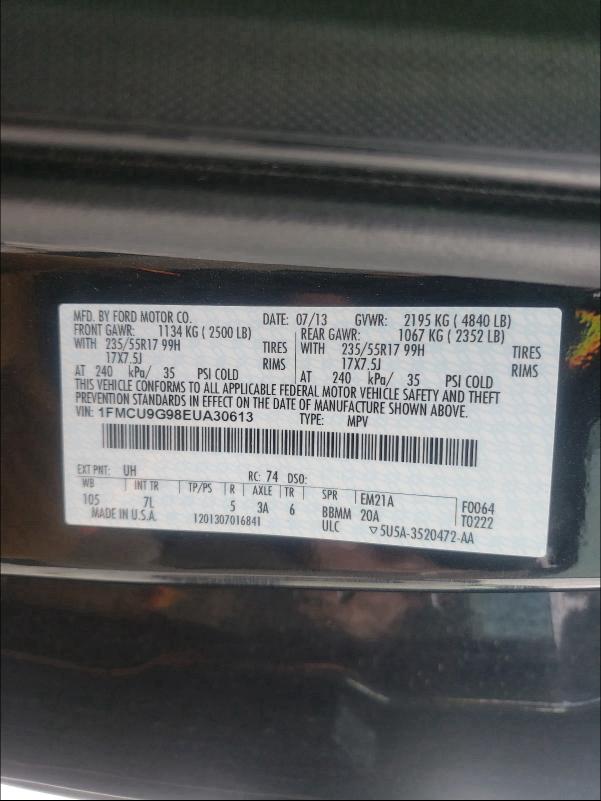 MFD. BY FORD MOTOR CO. DATE: 07/13 GVWR: 2195 KG ( 4840 LB)
FRONT GAWR: 1134 KG ( 2500 LB) REAR GAWR: 1067 KG ( 2352 LB)
WITH 235/55R17 99H TIRES WITH 235/55R17 99H TIRES
17X7.5J RIMS 17X7.5J RIMS
AT 240 kPa/ 35 PSI COLD AT 240 kPa/ 35 PSI COLD
THIS VEHICLE CONFORMS TO ALL APPLICABLE FEDERAL MOTOR VEHICLE SAFETY AND THEFT
PREVENTION STANDARDS IN EFFECT ON THE DATE OF MANUFACTURE SHOWN ABOVE.
VIN: 1FMCU9G98EUA30613 TYPE: MPV
EXT PNT: UH RC: 74 DSO:
WB INT TR TP/PS R AXLE TR SPR EM21A F0064
105 7L 5 3A 6 BBMM 20A T0222
MADE IN U.S.A. 1201307016841 ULC ▽5U5A-3520472-AA